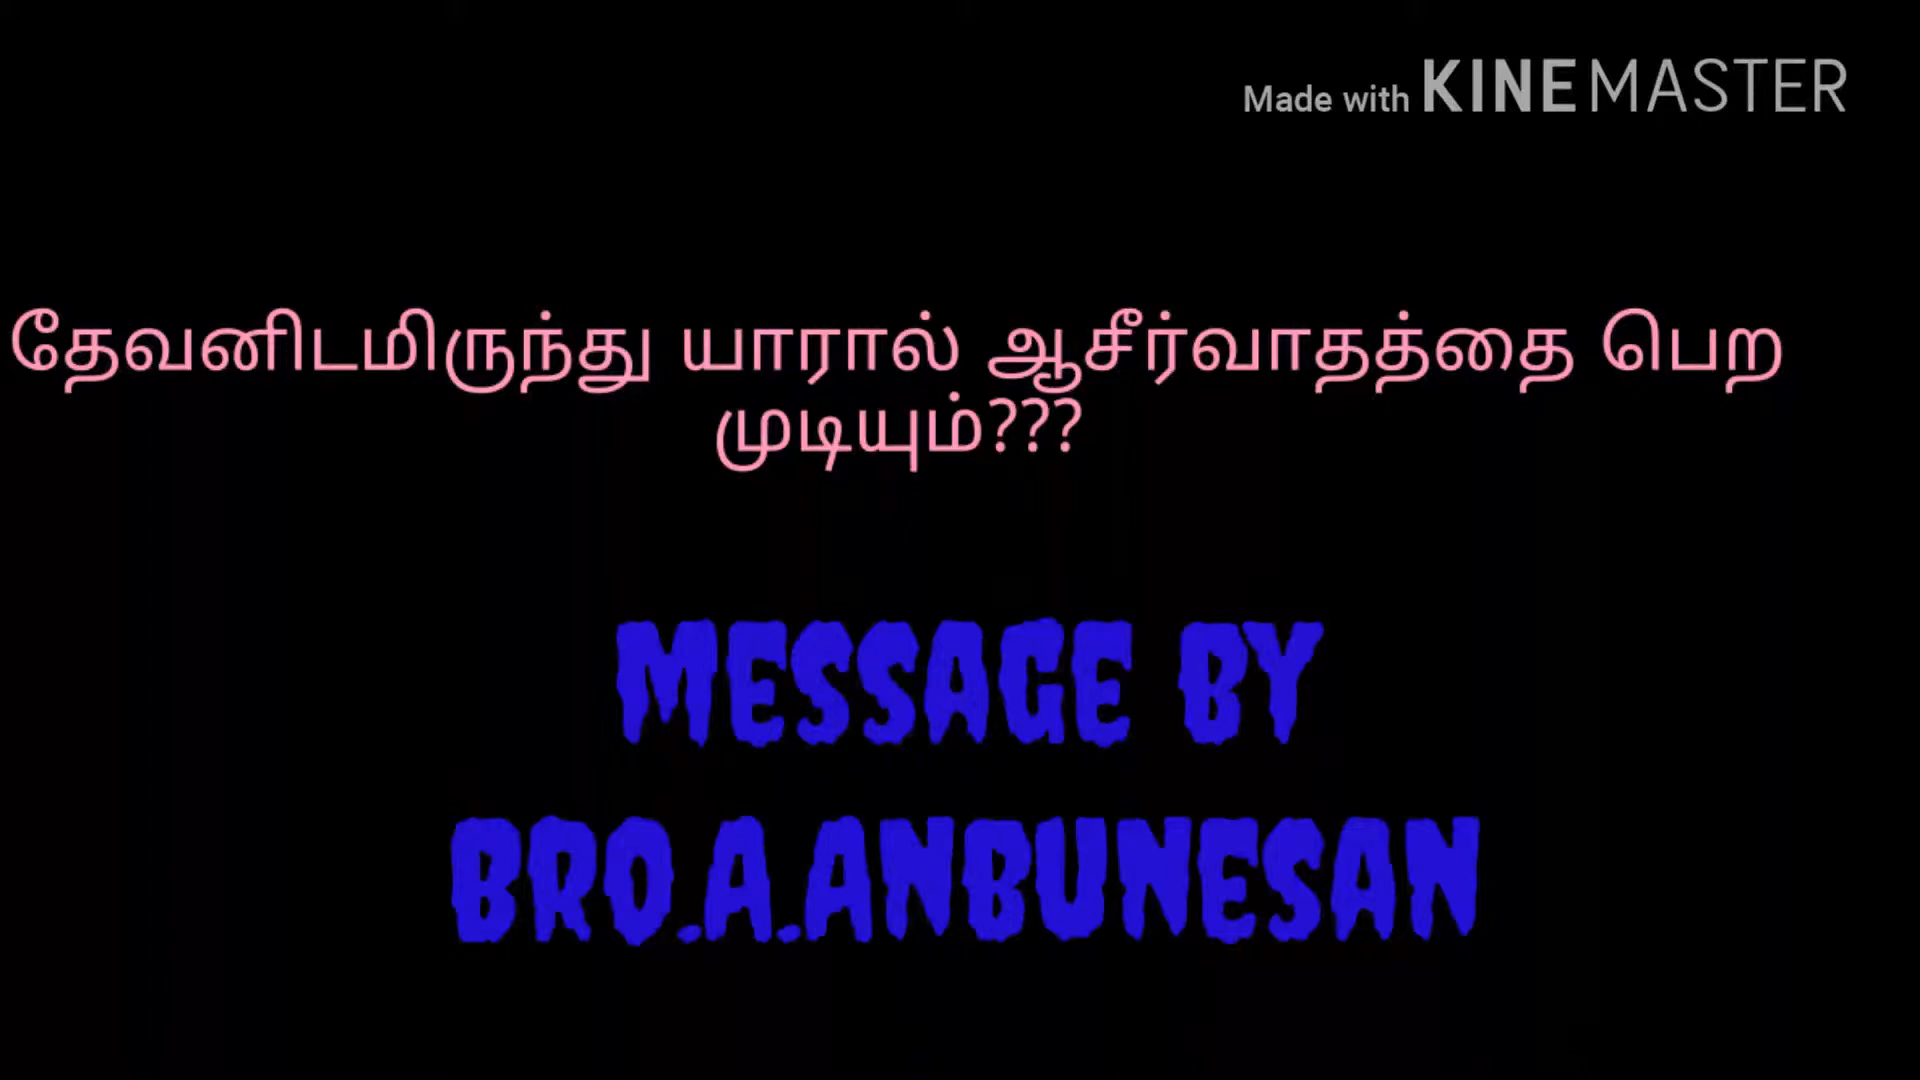 Made with KINEMASTER
தேவனிடமிருந்து யாரால் ஆசீர்வாதத்தை பெற
முடியும்???
MESSAGE BY
BRO.A.ANBUNESAN